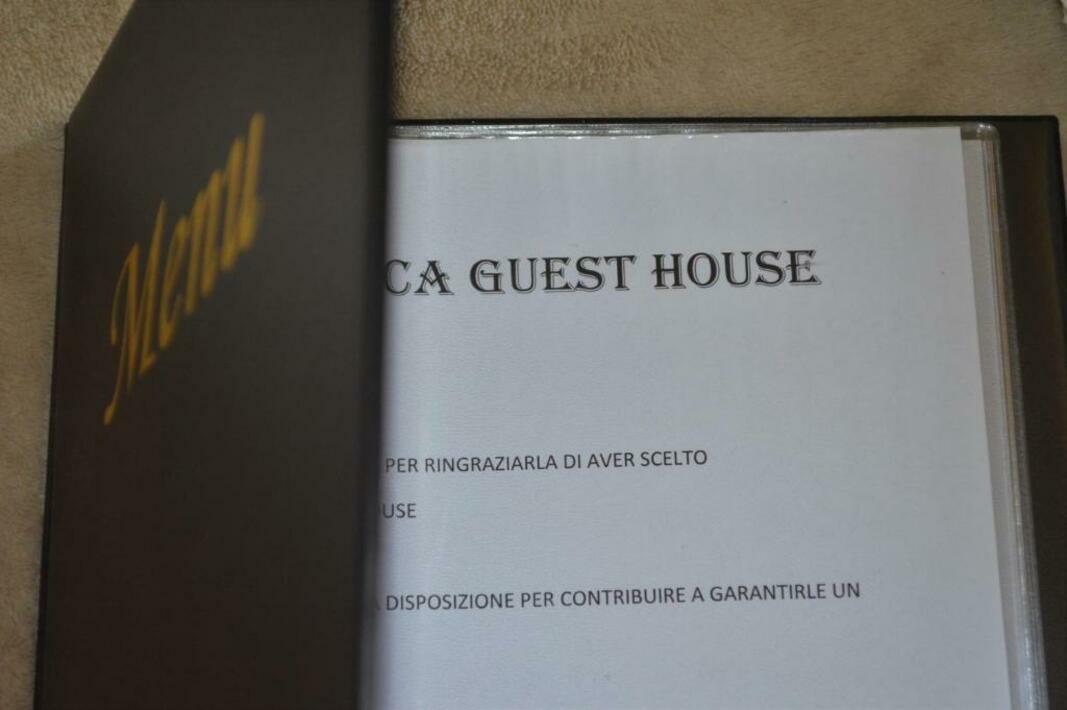 Menu
CA GUEST HOUSE
PER RINGRAZIARLA DI AVER SCELTO
USE
A DISPOSIZIONE PER CONTRIBUIRE A GARANTIRLE UN